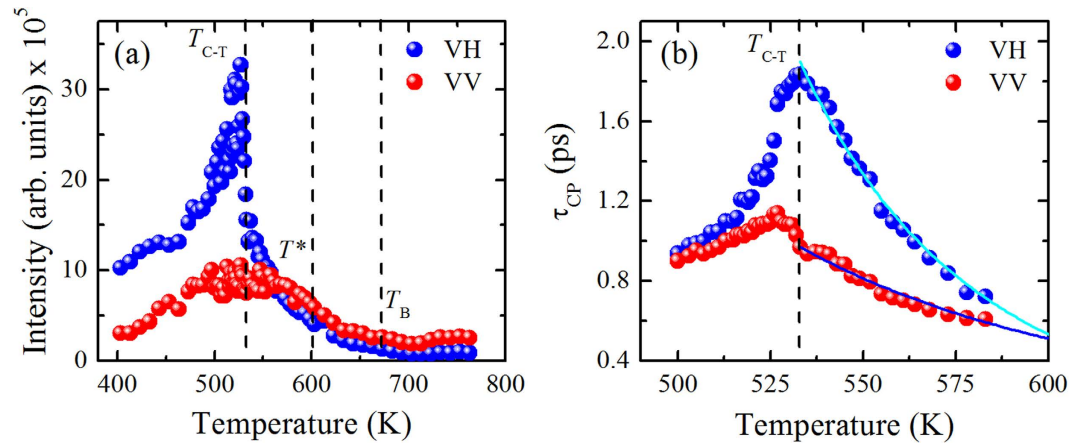 (a)
T_C-T
VH
VV
T*
T_B
Intensity (arb. units) x 10^5
0
10
20
30
400 500 600 700 800
Temperature (K)
(b)
T_C-T
VH
VV
τ_CP (ps)
2.0
1.6
1.2
0.8
0.4
500 525 550 575 600
Temperature (K)